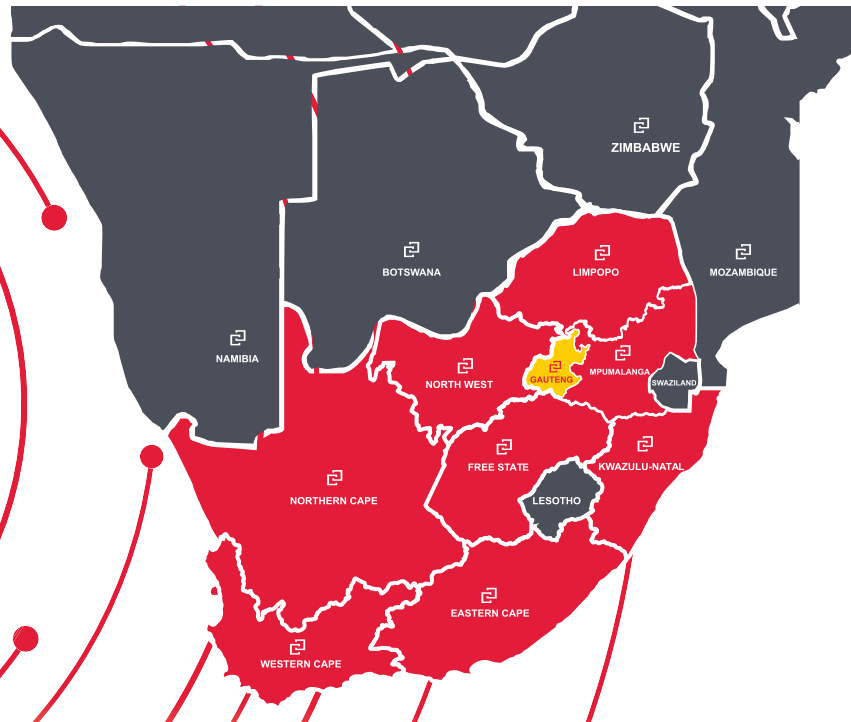 ZIMBABWE
BOTSWANA
LIMPOPO
MOZAMBIQUE
NAMIBIA
NORTH WEST
GAUTENG
MPUMALANGA
SWAZILAND
FREE STATE
KWAZULU-NATAL
NORTHERN CAPE
LESOTHO
EASTERN CAPE
WESTERN CAPE